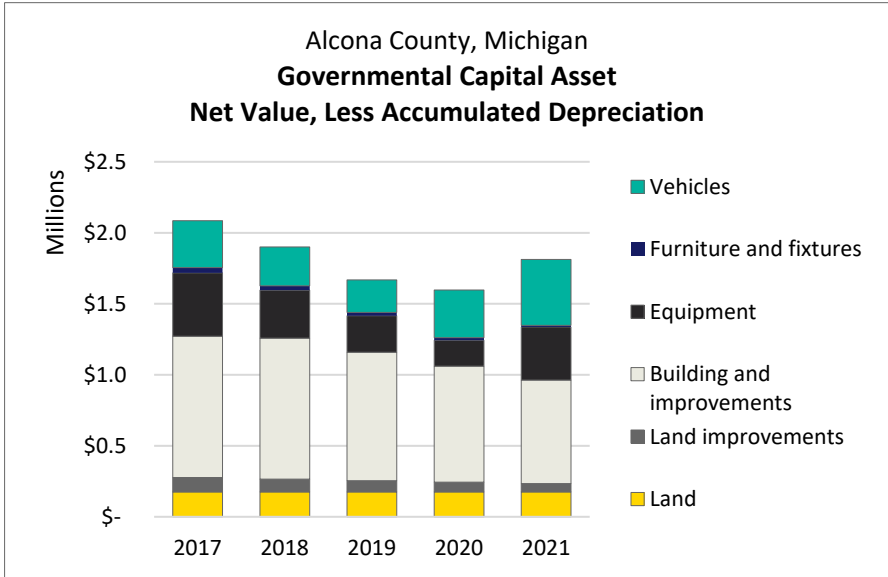 Alcona County, Michigan
Governmental Capital Asset
Net Value, Less Accumulated Depreciation
Millions
$2.5
$2.0
$1.5
$1.0
$0.5
$-
2017 2018 2019 2020 2021
Vehicles
Furniture and fixtures
Equipment
Building and
improvements
Land improvements
Land